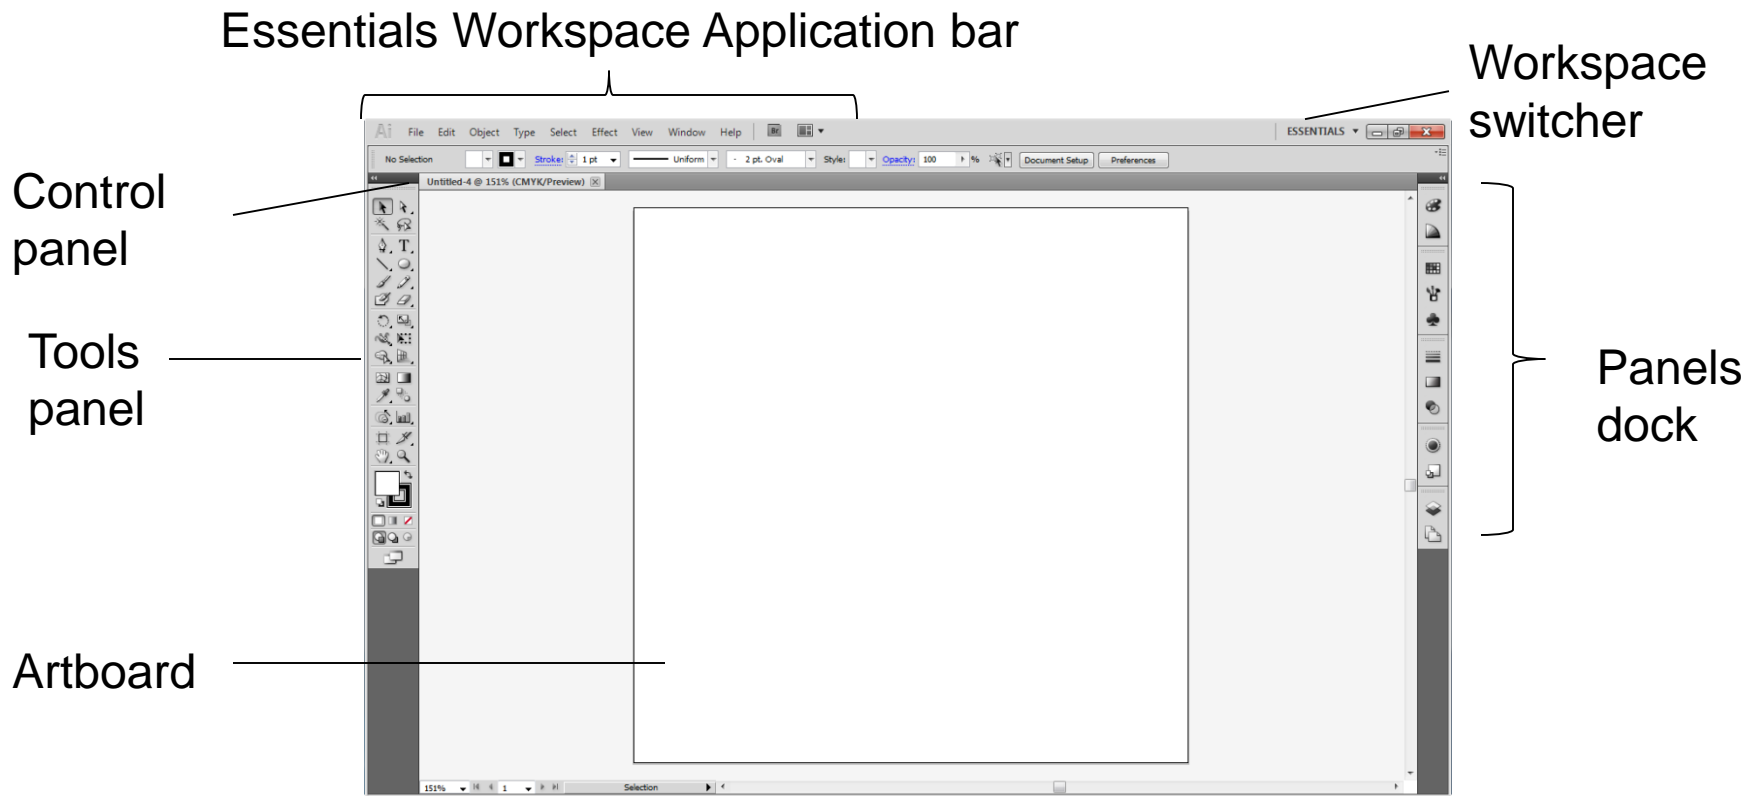 Essentials Workspace Application bar
Workspace
switcher
Ai File Edit Object Type Select Effect View Window Help Br ESSENTIALS
No Selection Stroke: 1 pt Uniform 2 pt. Oval Style: Opacity: 100 % Document Setup Preferences
Untitled-4 @ 151% (CMYK/Preview)
Control
panel
T
Tools
panel
Panels
dock
Artboard
151% 1 Selection